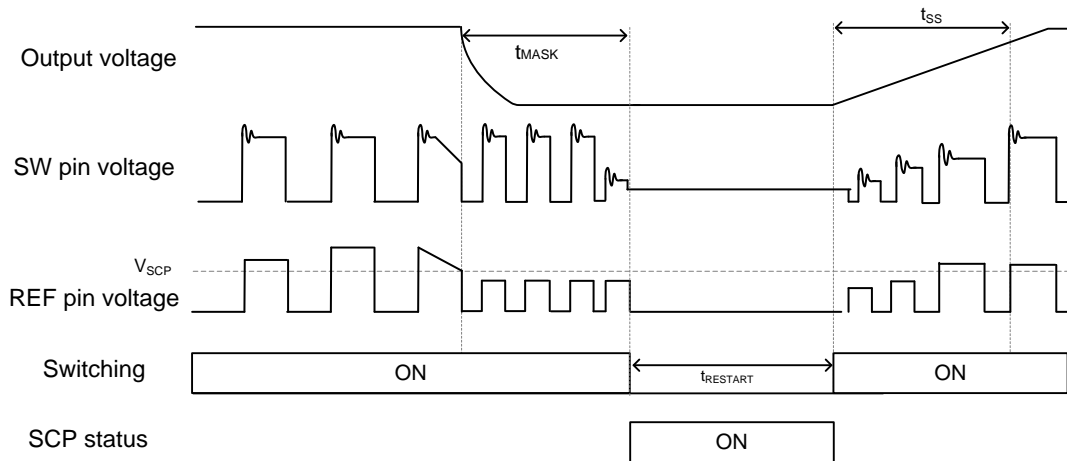 tSS
Output voltage
tMASK
SW pin voltage
VSCP
REF pin voltage
Switching
ON
tRESTART
ON
SCP status
ON